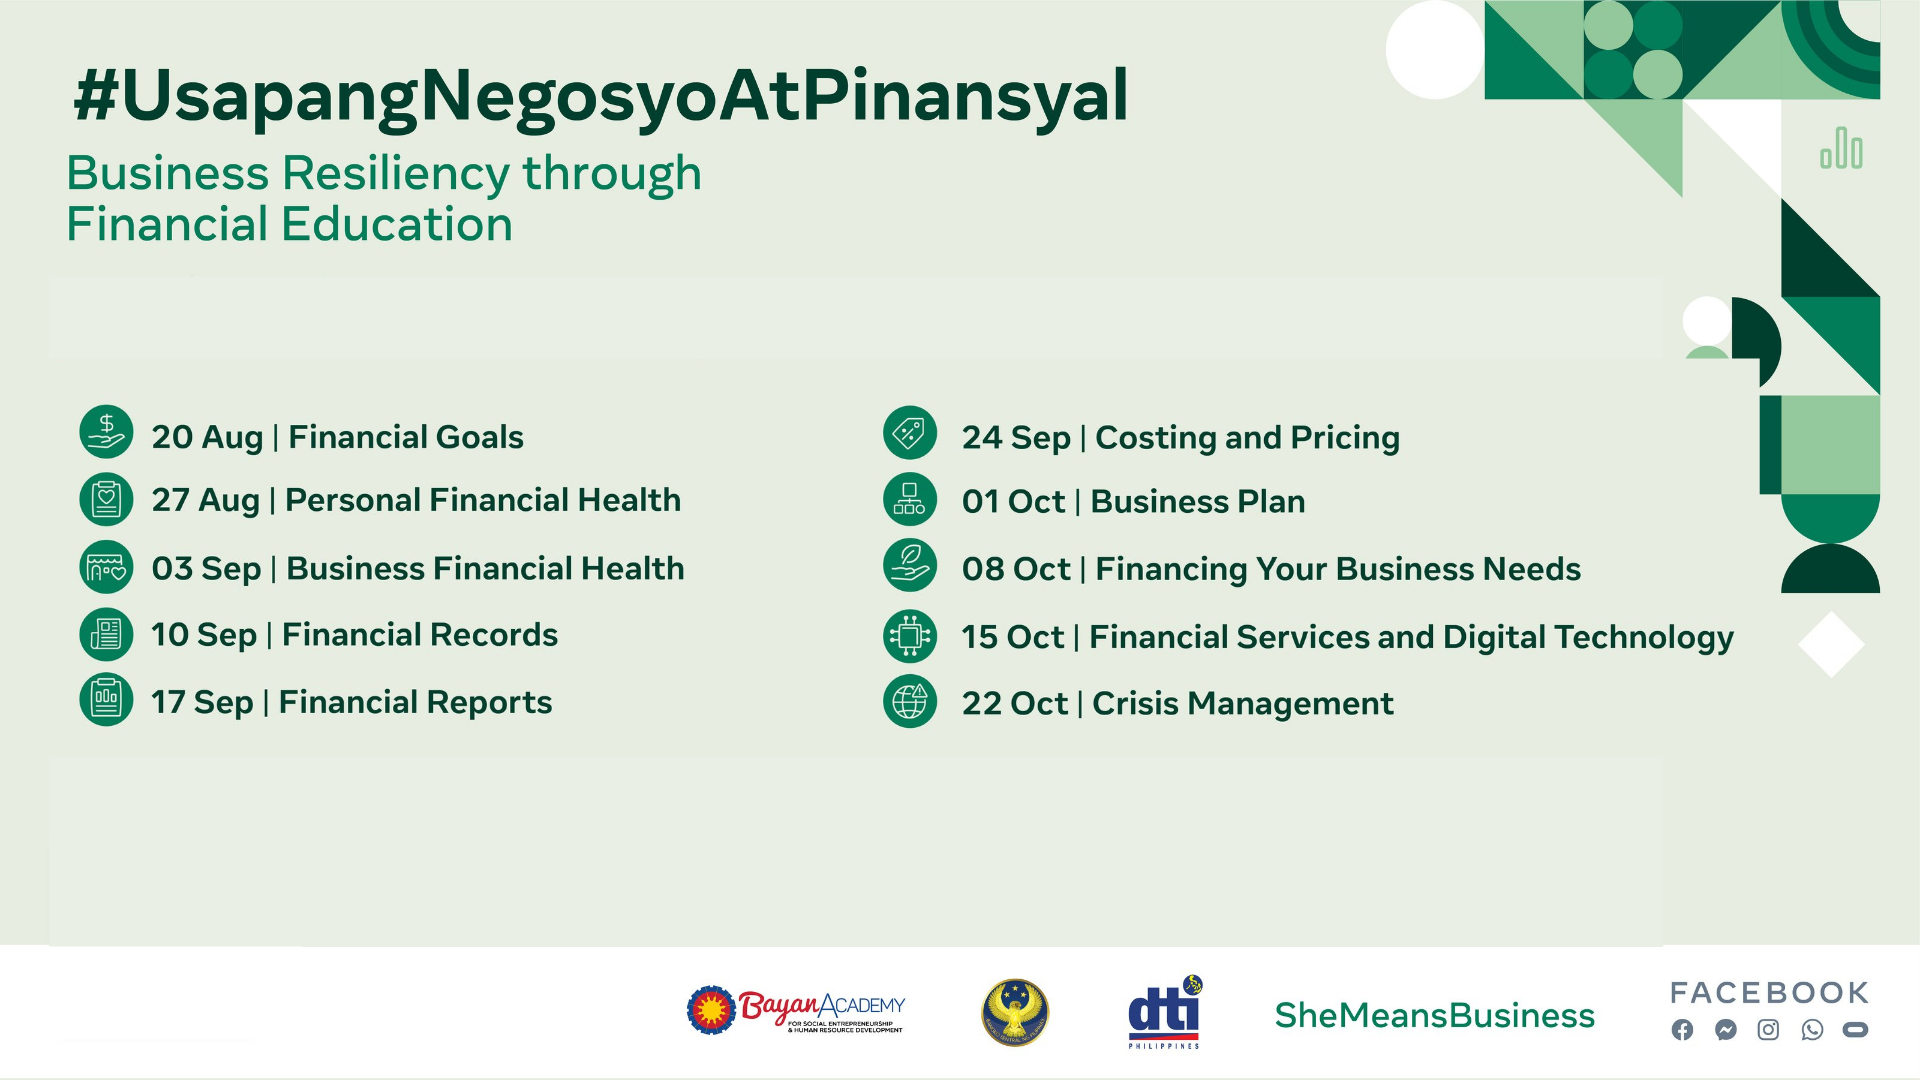 #UsapangNegosyoAtPinansyal
Business Resiliency through
Financial Education
20 Aug | Financial Goals
27 Aug | Personal Financial Health
03 Sep | Business Financial Health
10 Sep | Financial Records
17 Sep | Financial Reports
24 Sep | Costing and Pricing
01 Oct | Business Plan
08 Oct | Financing Your Business Needs
15 Oct | Financial Services and Digital Technology
22 Oct | Crisis Management
BayanAcademy
FOR SOCIAL ENTREPRENEURSHIP
& HUMAN RESOURCE DEVELOPMENT
dti
PHILIPPINES
SheMeansBusiness
FACEBOOK